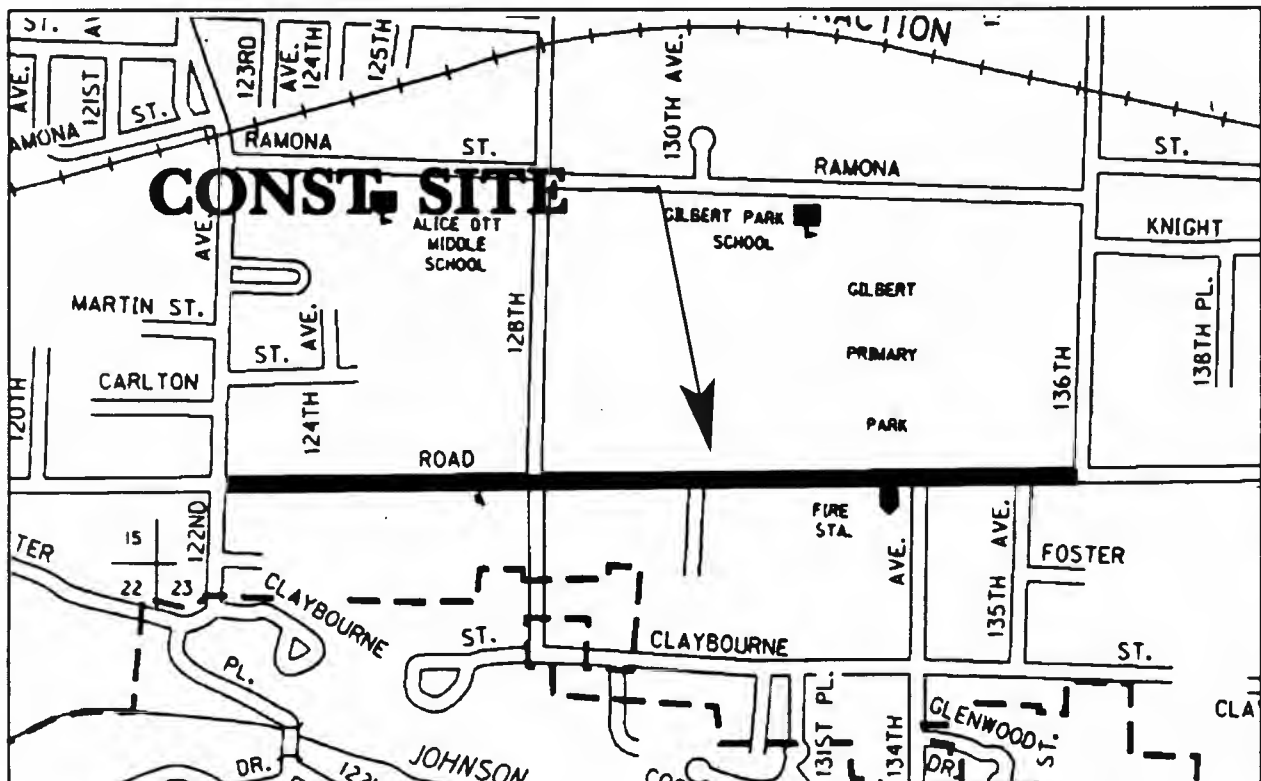 ST.
AVE.
121ST
ST.
123RD
AVE.
124TH
125TH
RAMONA
ST.
130TH AVE.
RAMONA
ST.
CONST. SITE
AVE.
ALICE OTT
MIDDLE
SCHOOL
GILBERT PARK
SCHOOL
KNIGHT
MARTIN ST.
AVE.
ST.
128TH
GILBERT
PRIMARY
PARK
136TH
138TH PL.
CARLTON
120TH
124TH
ROAD
122ND
15
22 23
TER
FIRE
STA.
AVE.
135TH AVE.
FOSTER
CLAYBOURNE
ST.
CLAYBOURNE
ST.
PL.
131ST PL.
134TH
GLENWOOD
ST.
DR.
CLA
DR.
JOHNSON